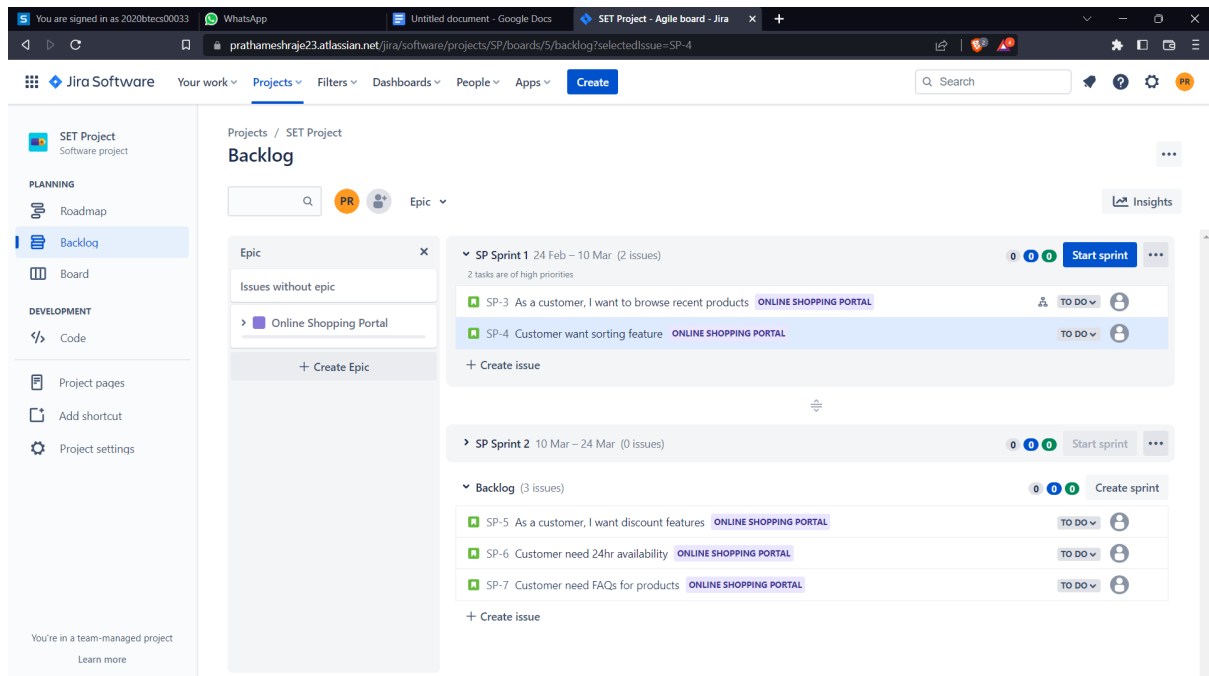 You are signed in as 2020btecs00033 WhatsApp Untitled document - Google Docs SET Project - Agile board - Jira
prathameshraje23.atlassian.net/jira/software/projects/SP/boards/5/backlog?selectedIssue=SP-4
Jira Software Your work Projects Filters Dashboards People Apps Create Search PR
SET Project
Software project
PLANNING
Roadmap
Backlog
Board
DEVELOPMENT
Code
Project pages
Add shortcut
Project settings
You're in a team-managed project
Learn more
Projects / SET Project
Backlog
PR Epic Insights
Epic
Issues without epic
Online Shopping Portal
+ Create Epic
SP Sprint 1 24 Feb – 10 Mar (2 issues) 0 0 0 Start sprint
2 tasks are of high priorities
SP-3 As a customer, I want to browse recent products ONLINE SHOPPING PORTAL TO DO
SP-4 Customer want sorting feature ONLINE SHOPPING PORTAL TO DO
+ Create issue
SP Sprint 2 10 Mar – 24 Mar (0 issues) 0 0 0 Start sprint
Backlog (3 issues) 0 0 0 Create sprint
SP-5 As a customer, I want discount features ONLINE SHOPPING PORTAL TO DO
SP-6 Customer need 24hr availability ONLINE SHOPPING PORTAL TO DO
SP-7 Customer need FAQs for products ONLINE SHOPPING PORTAL TO DO
+ Create issue